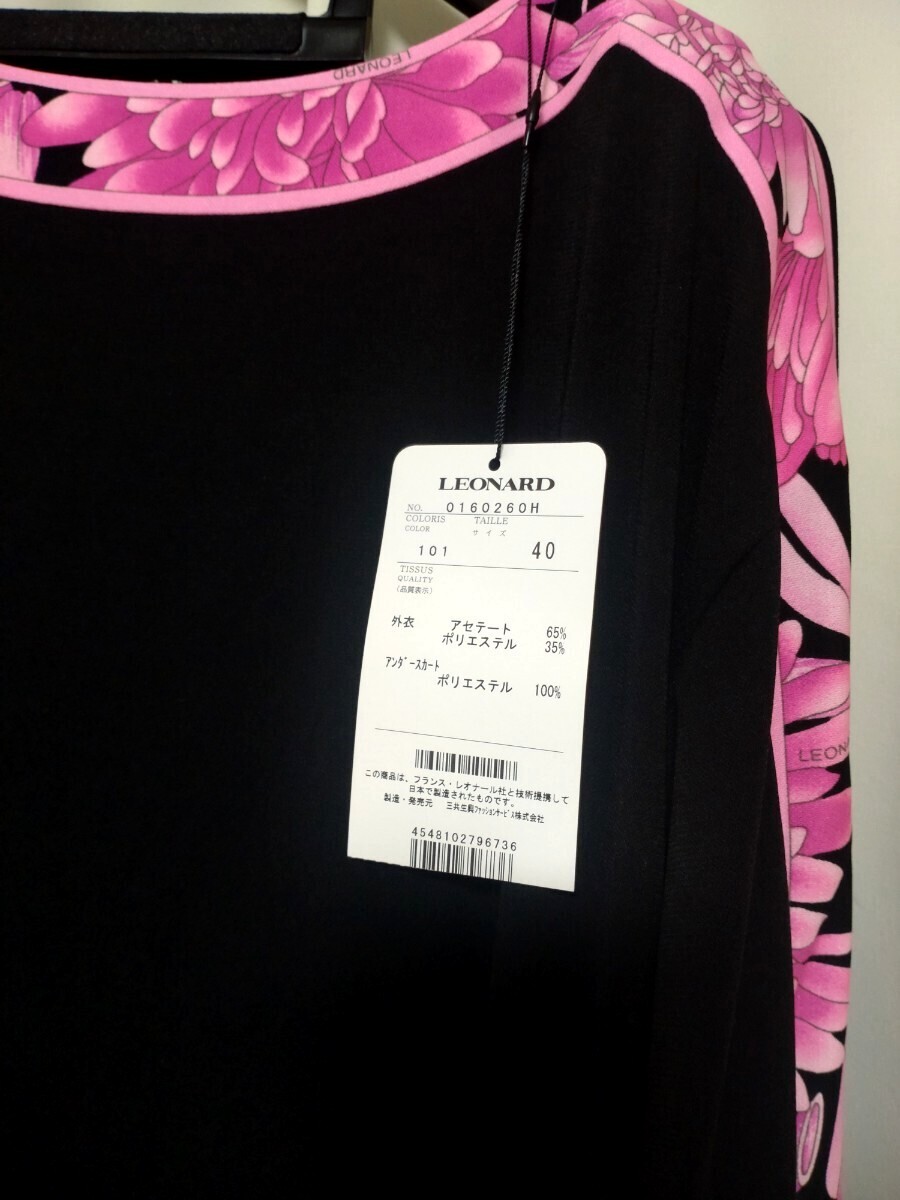 LEONARD
LEONARD
NO. 0160260H
COLORIS TAILLE
COLOR サイズ
101 40
TISSUS
QUALITY
(品質表示)
外衣 アセテート 65%
ポリエステル 35%
アンダースカート
ポリエステル 100%
この商品は、フランス・レオナール社と技術提携して
日本で製造されたものです。
製造・発売元 三共生興ファッションサービス株式会社
4548102796736
LEON